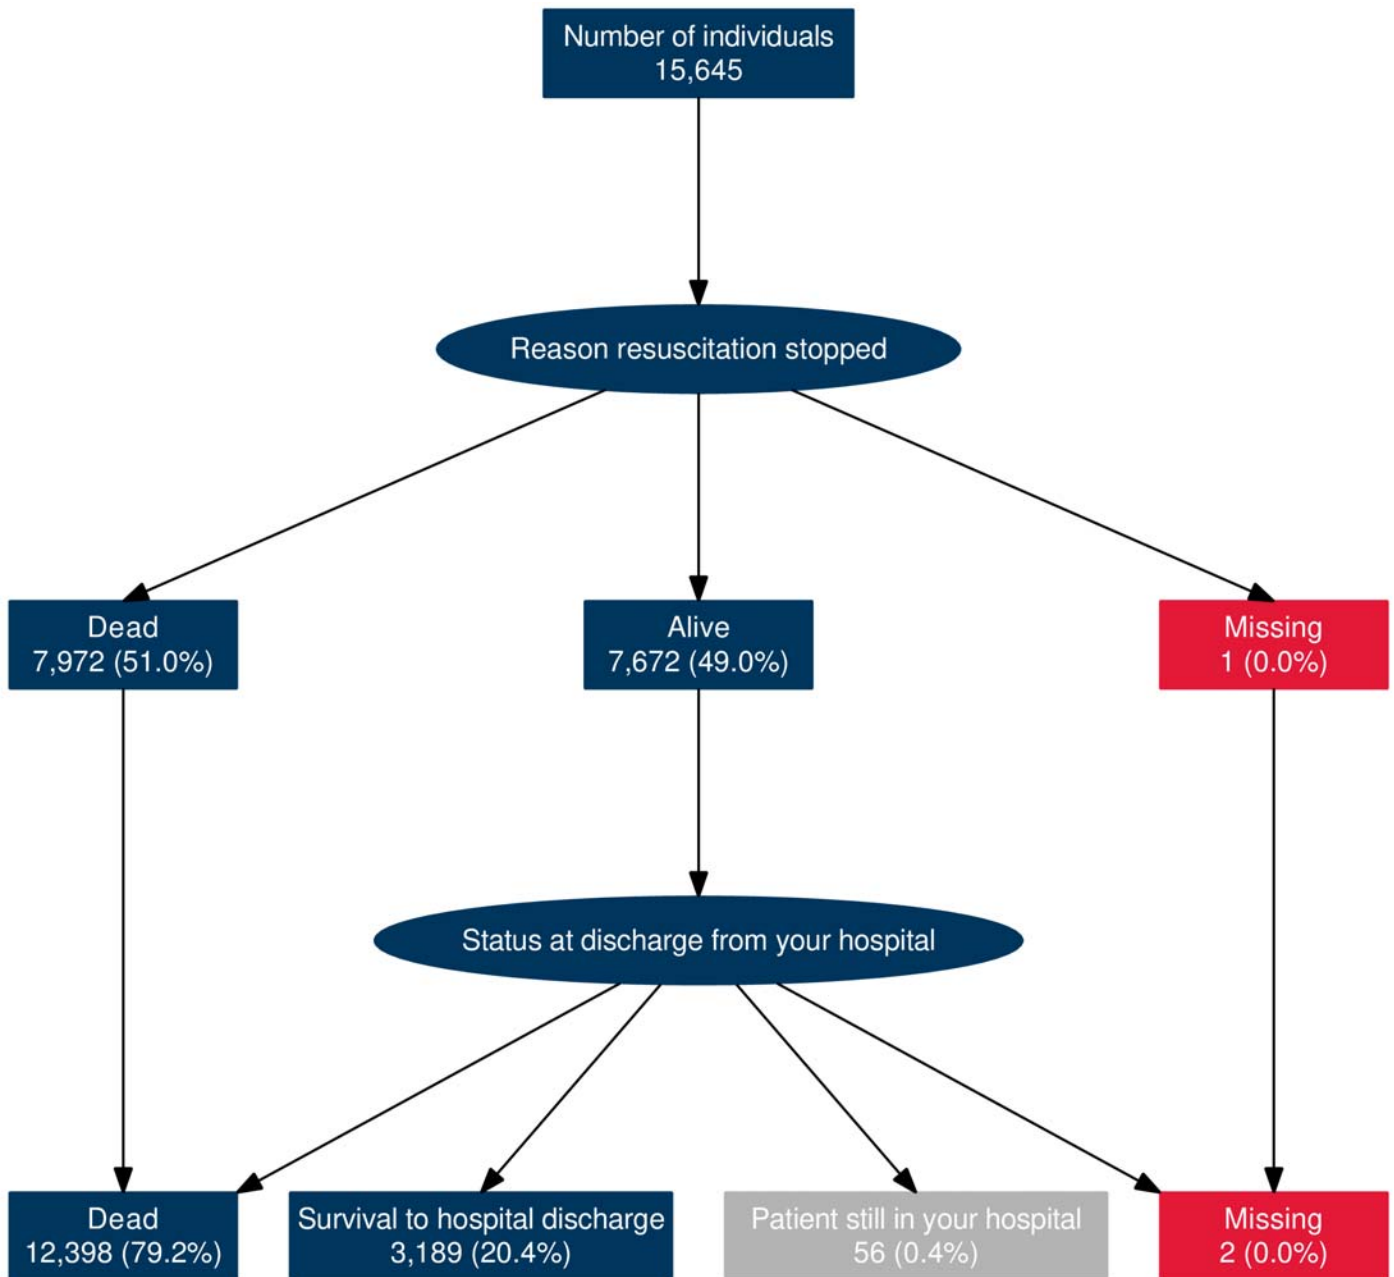 Number of individuals
15,645
Reason resuscitation stopped
Dead
7,972 (51.0%)
Alive
7,672 (49.0%)
Missing
1 (0.0%)
Status at discharge from your hospital
Dead
12,398 (79.2%)
Survival to hospital discharge
3,189 (20.4%)
Patient still in your hospital
56 (0.4%)
Missing
2 (0.0%)